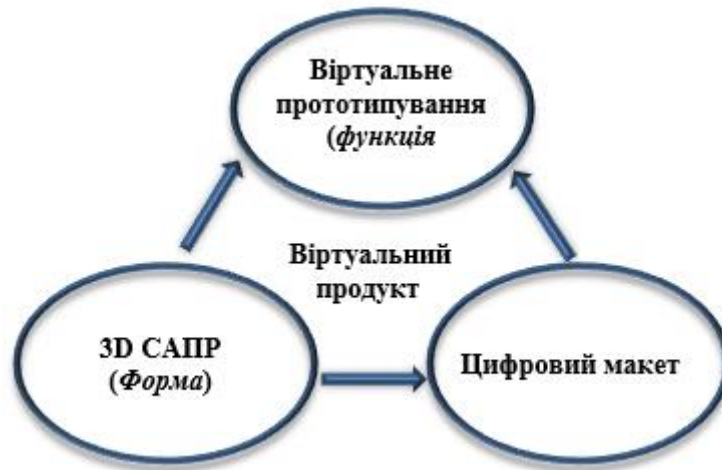 Віртуальне
прототипування
(функція
Віртуальний
продукт
3D САПР
(Форма)
Цифровий макет